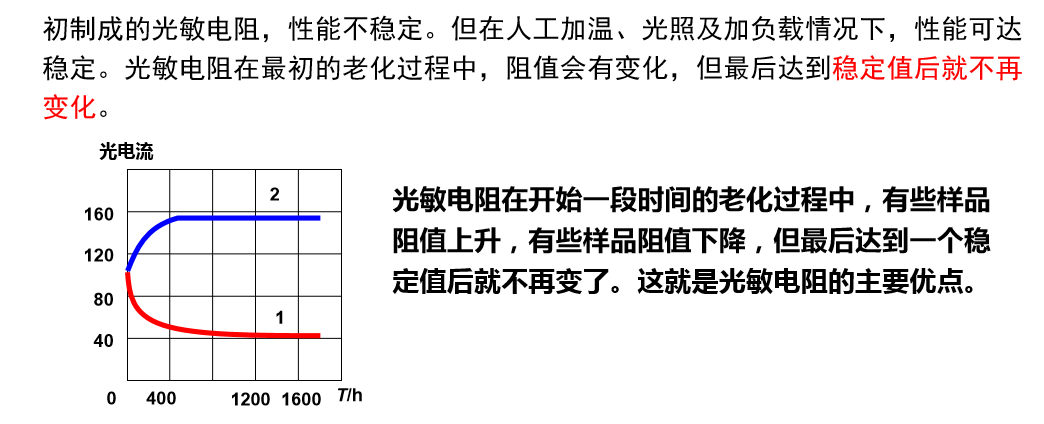 初制成的光敏电阻，性能不稳定。但在人工加温、光照及加负载情况下，性能可达
稳定。光敏电阻在最初的老化过程中，阻值会有变化，但最后达到稳定值后就不再
变化。
光电流
2
160
120
80
1
40
0 400 1200 1600 T/h
光敏电阻在开始一段时间的老化过程中，有些样品
阻值上升，有些样品阻值下降，但最后达到一个稳
定值后就不再变了。这就是光敏电阻的主要优点。